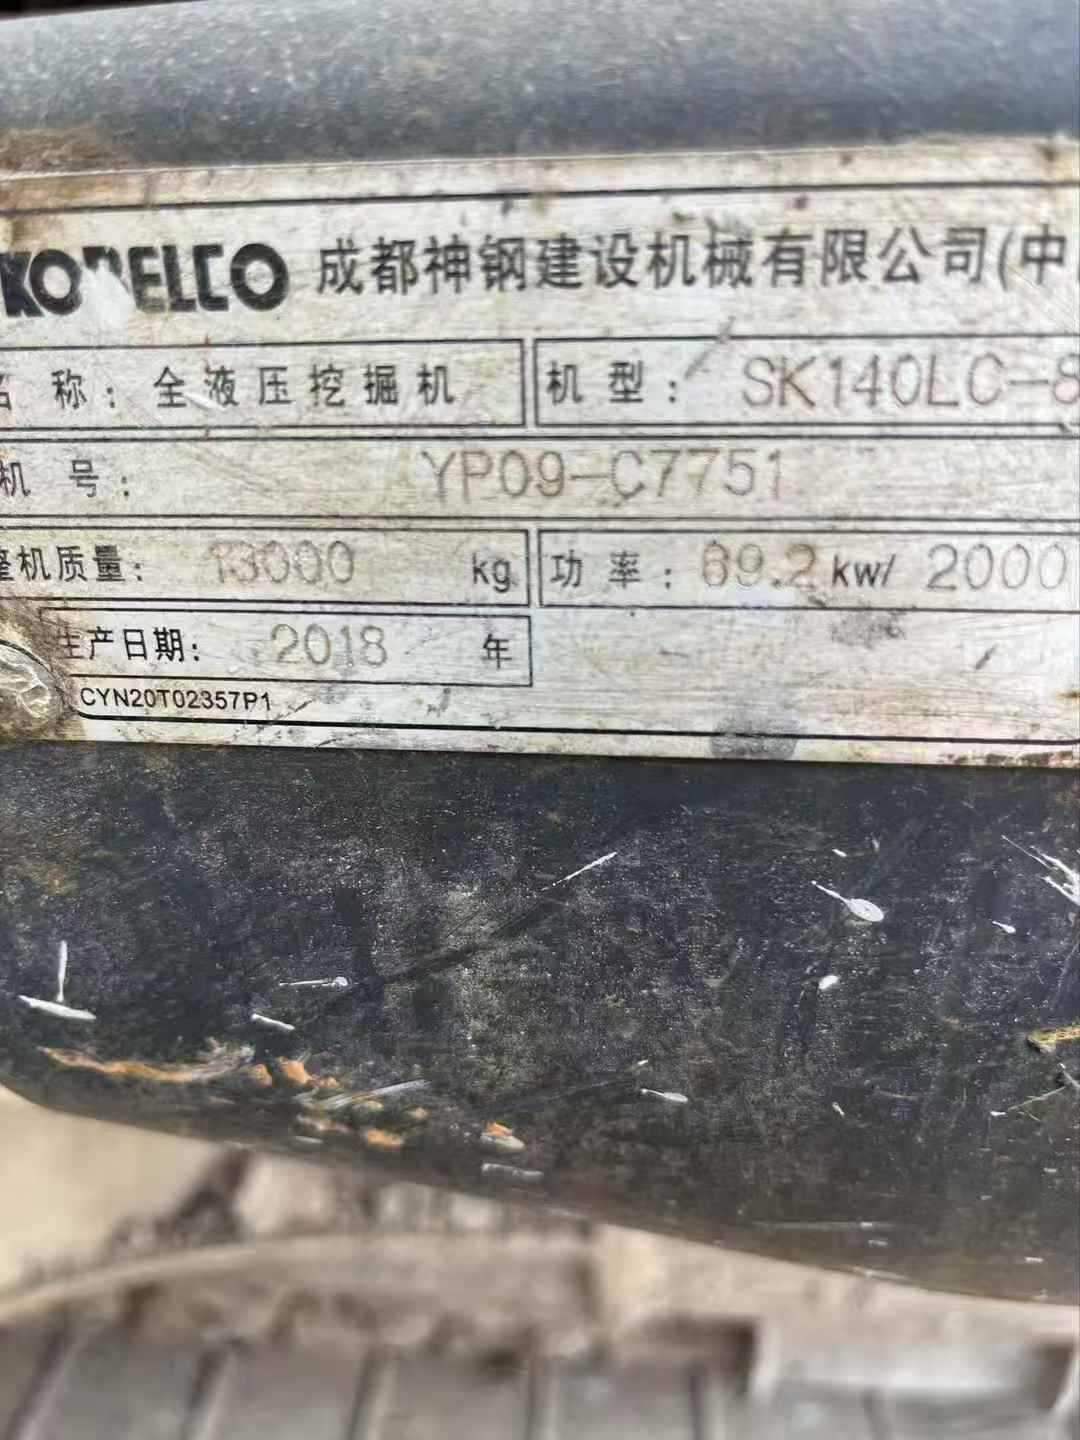 KOBELCO 成都神钢建设机械有限公司(中
名 称: 全液压挖掘机 机 型: SK140LC-8
机 号: YP09-C7751
整机质量: 13000 kg 功 率: 69.2 kw/ 2000
生产日期: 2018 年
CYN20T02357P1